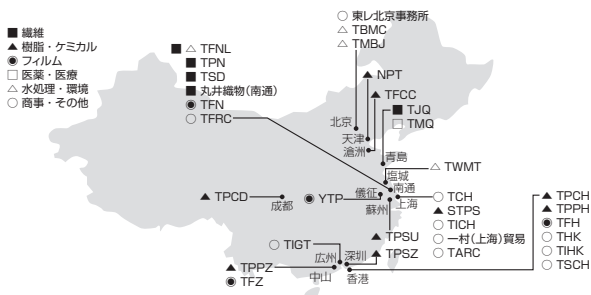 ■ 繊維
▲ 樹脂・ケミカル
◉ フィルム
□ 医薬・医療
△ 水処理・環境
○ 商事・その他
■ △ TFNL
■ TPN
■ TSD
■ 丸井織物(南通)
◉ TFN
○ TFRC
○ 東レ北京事務所
△ TBMC
△ TMBJ
▲ NPT
▲ TFCC
■ TJQ
□ TMQ
北京
天津
滄洲
青島
△ TWMT
塩城
南通
上海
儀征
蘇州
◉ YTP
▲ TPCD
成都
○ TCH
▲ STPS
○ TICH
○ 一村(上海)貿易
○ TARC
▲ TPSU
▲ TPSZ
○ TIGT
広州
深圳
中山
香港
▲ TPPZ
◉ TFZ
▲ TPCH
▲ TPPH
◉ TFH
○ THK
○ TIHK
○ TSCH